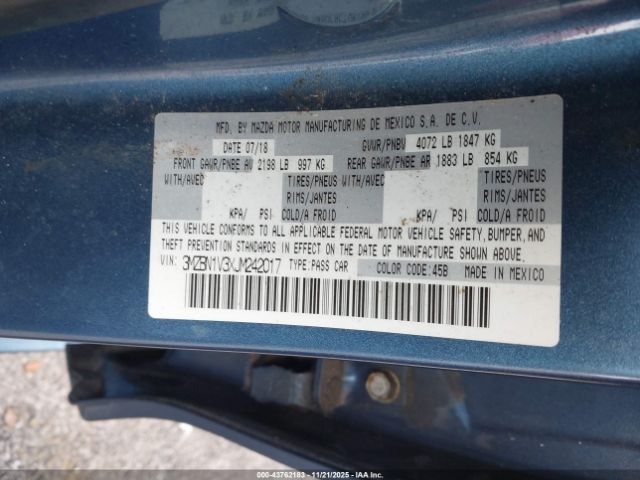 MFD. BY MAZDA MOTOR MANUFACTURING DE MEXICO S.A. DE C.V.
DATE 07/18 GVWR/PNBV 4072 LB 1847 KG
FRONT GAWR/PNBE AV 2198 LB 997 KG REAR GAWR/PNBE AR 1883 LB 854 KG
WITH/AVEC TIRES/PNEUS WITH/AVEC TIRES/PNEUS
RIMS/JANTES RIMS/JANTES
KPA/ PSI COLD/A FROID KPA/ PSI COLD/A FROID
THIS VEHICLE CONFORMS TO ALL APPLICABLE FEDERAL MOTOR VEHICLE SAFETY, BUMPER, AND
THEFT PREVENTION STANDARDS IN EFFECT ON THE DATE OF MANUFACTURE SHOWN ABOVE.
VIN: 3MZBN1V3XJM242017 TYPE: PASS CAR COLOR CODE: 45B MADE IN MEXICO
000-43762183 - 11/21/2025 - IAAI.com